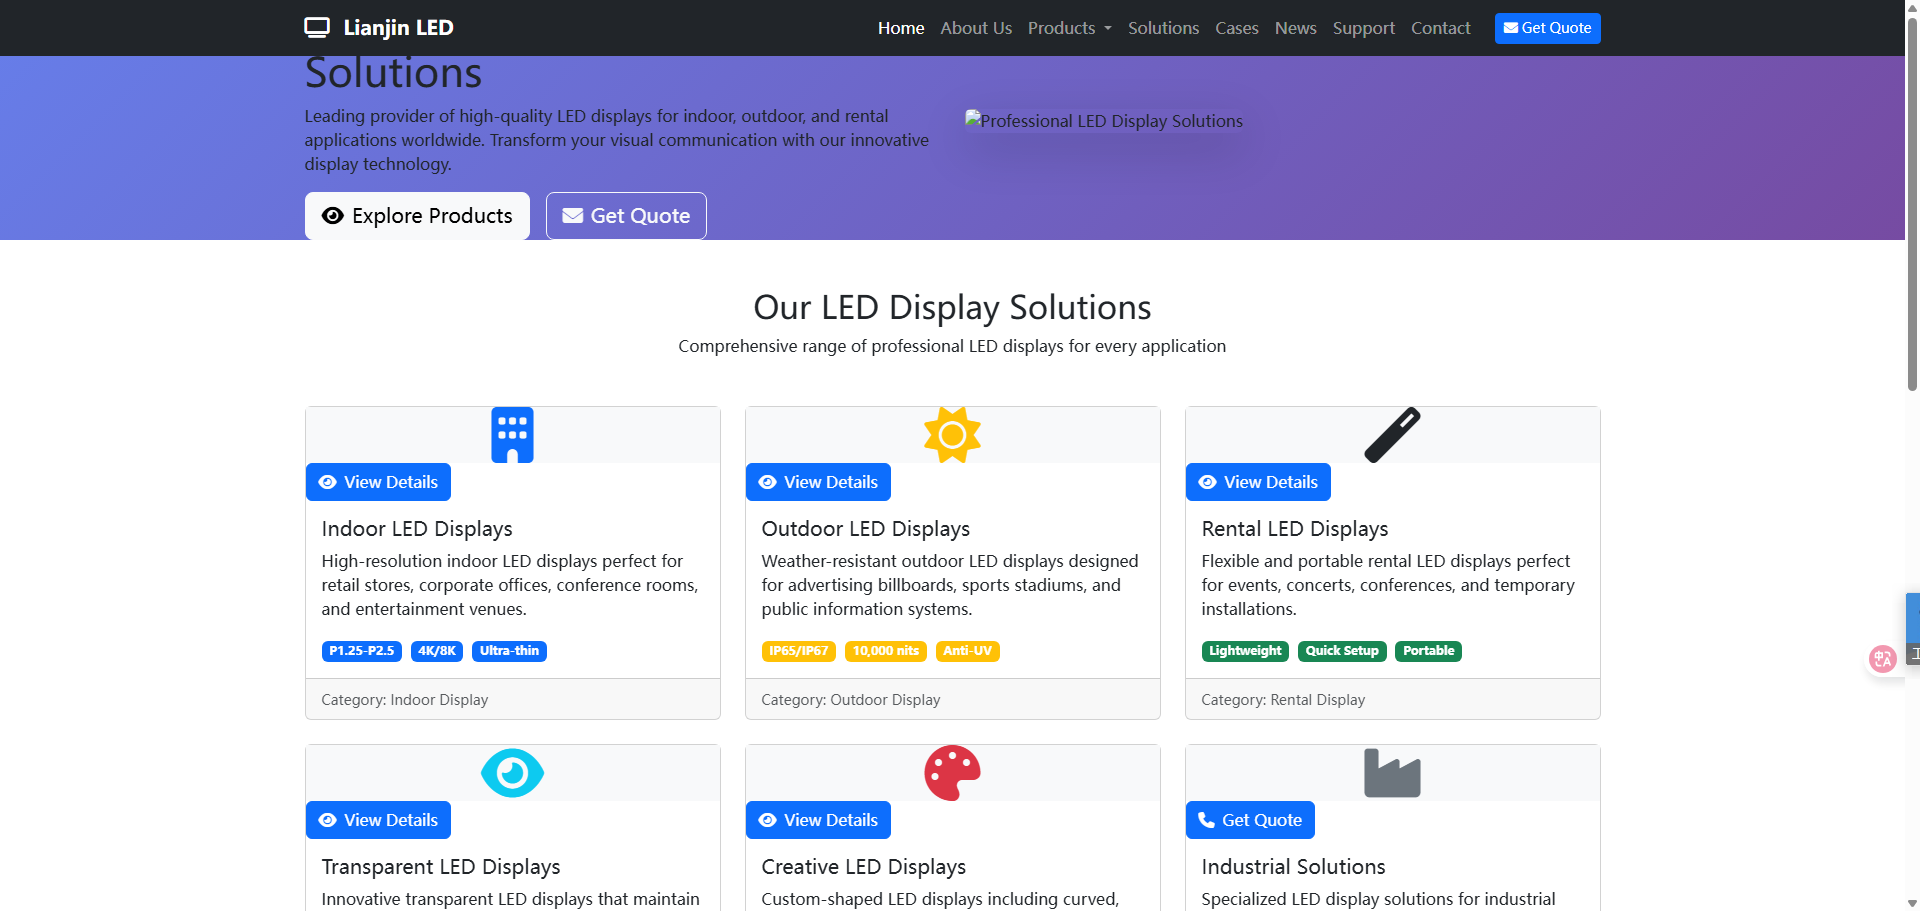 Lianjin LED
Home About Us Products Solutions Cases News Support Contact Get Quote
Solutions
Leading provider of high-quality LED displays for indoor, outdoor, and rental
applications worldwide. Transform your visual communication with our innovative
display technology.
Professional LED Display Solutions
Explore Products Get Quote
Our LED Display Solutions
Comprehensive range of professional LED displays for every application
View Details
Indoor LED Displays
High-resolution indoor LED displays perfect for
retail stores, corporate offices, conference rooms,
and entertainment venues.
P1.25-P2.5 4K/8K Ultra-thin
Category: Indoor Display
View Details
Outdoor LED Displays
Weather-resistant outdoor LED displays designed
for advertising billboards, sports stadiums, and
public information systems.
IP65/IP67 10,000 nits Anti-UV
Category: Outdoor Display
View Details
Rental LED Displays
Flexible and portable rental LED displays perfect
for events, concerts, conferences, and temporary
installations.
Lightweight Quick Setup Portable
Category: Rental Display
View Details
Transparent LED Displays
Innovative transparent LED displays that maintain
View Details
Creative LED Displays
Custom-shaped LED displays including curved,
Get Quote
Industrial Solutions
Specialized LED display solutions for industrial
中A